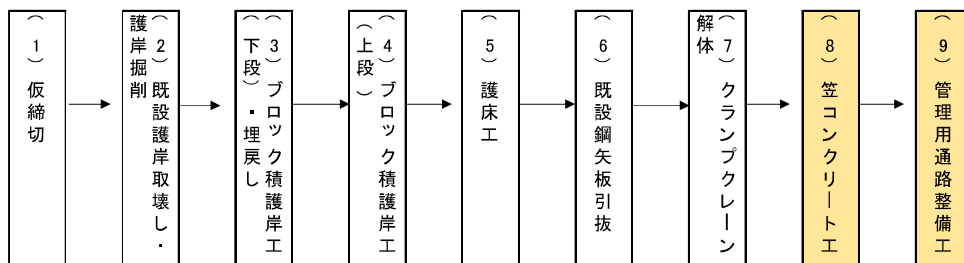 （1）仮締切
（2）既設護岸取壊し・
護岸掘削
（3）ブロック積護岸工
（下段）・埋戻し
（4）ブロック積護岸工
（上段）
（5）護床工
（6）既設鋼矢板引抜
（7）クランプクレーン
解体
（8）笠コンクリート工
（9）管理用通路整備工